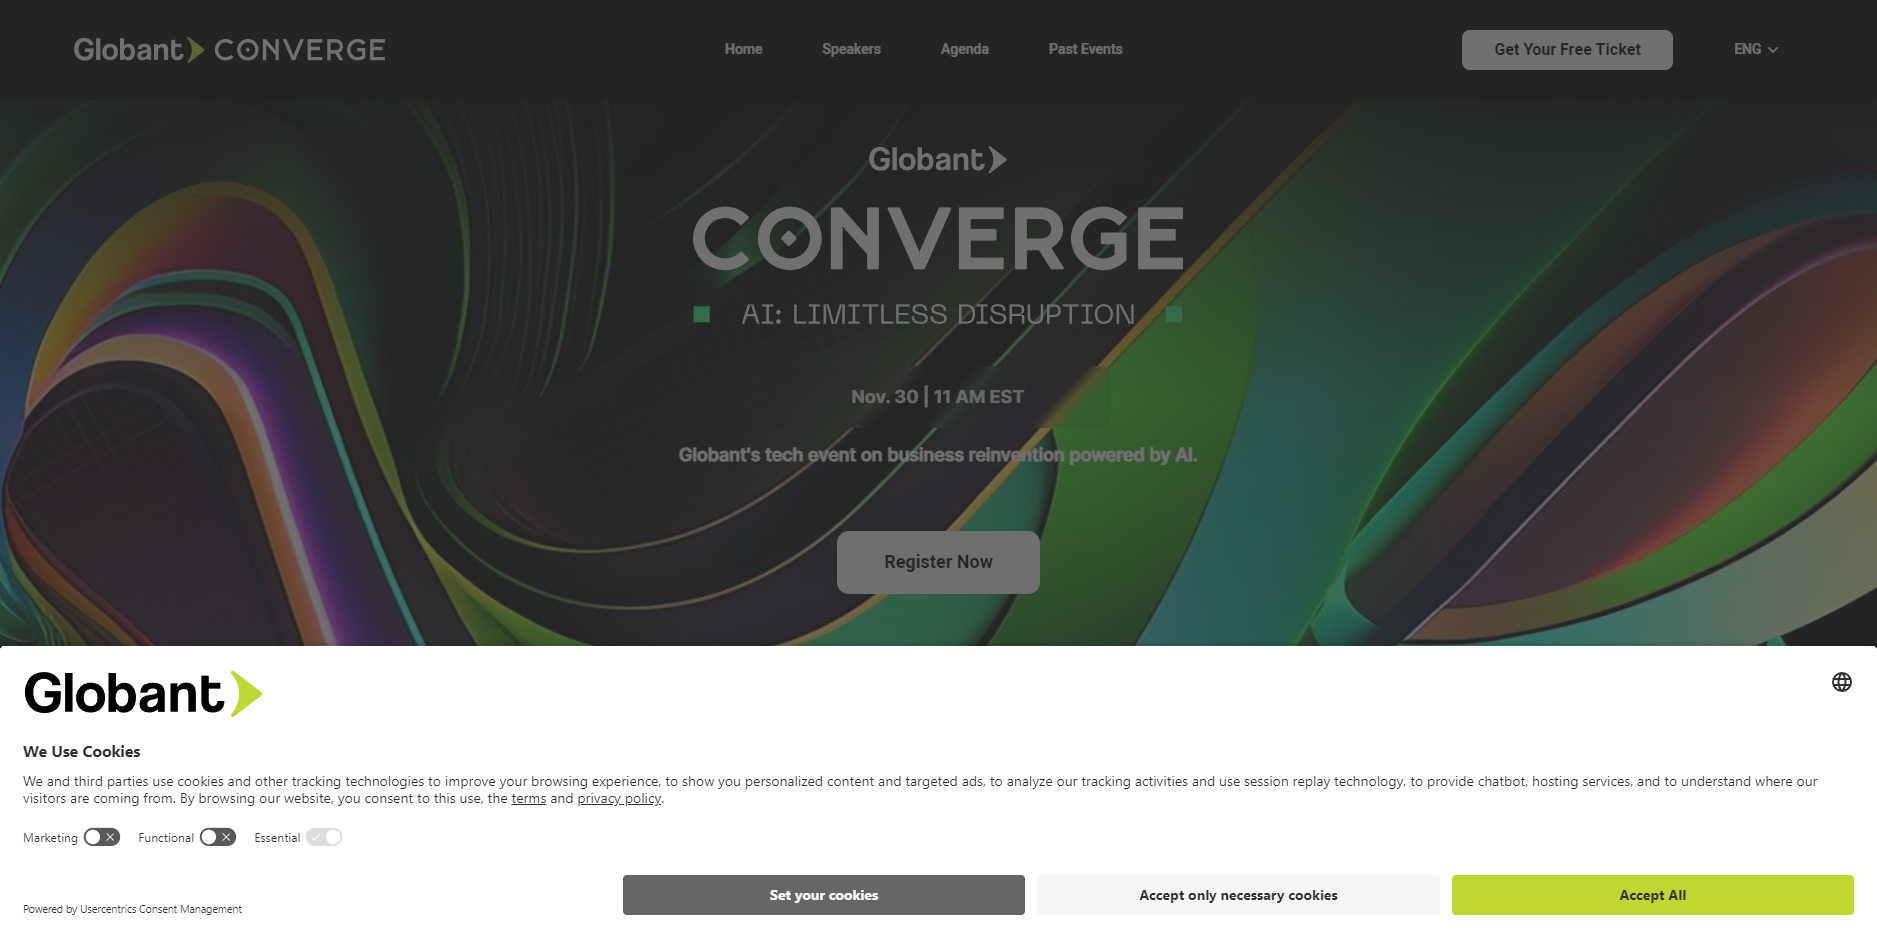 Globant CONVERGE
Home
Speakers
Agenda
Past Events
Get Your Free Ticket
ENG
Globant
CONVERGE
AI: LIMITLESS DISRUPTION
Nov. 30 | 11 AM EST
Globant's tech event on business reinvention powered by AI.
Register Now
Globant
We Use Cookies
We and third parties use cookies and other tracking technologies to improve your browsing experience, to show you personalized content and targeted ads, to analyze our tracking activities and use session replay technology, to provide chatbot, hosting services, and to understand where our
visitors are coming from. By browsing our website, you consent to this use, the terms and privacy policy.
Marketing
Functional
Essential
Set your cookies
Accept only necessary cookies
Accept All
Powered by Usercentrics Consent Management